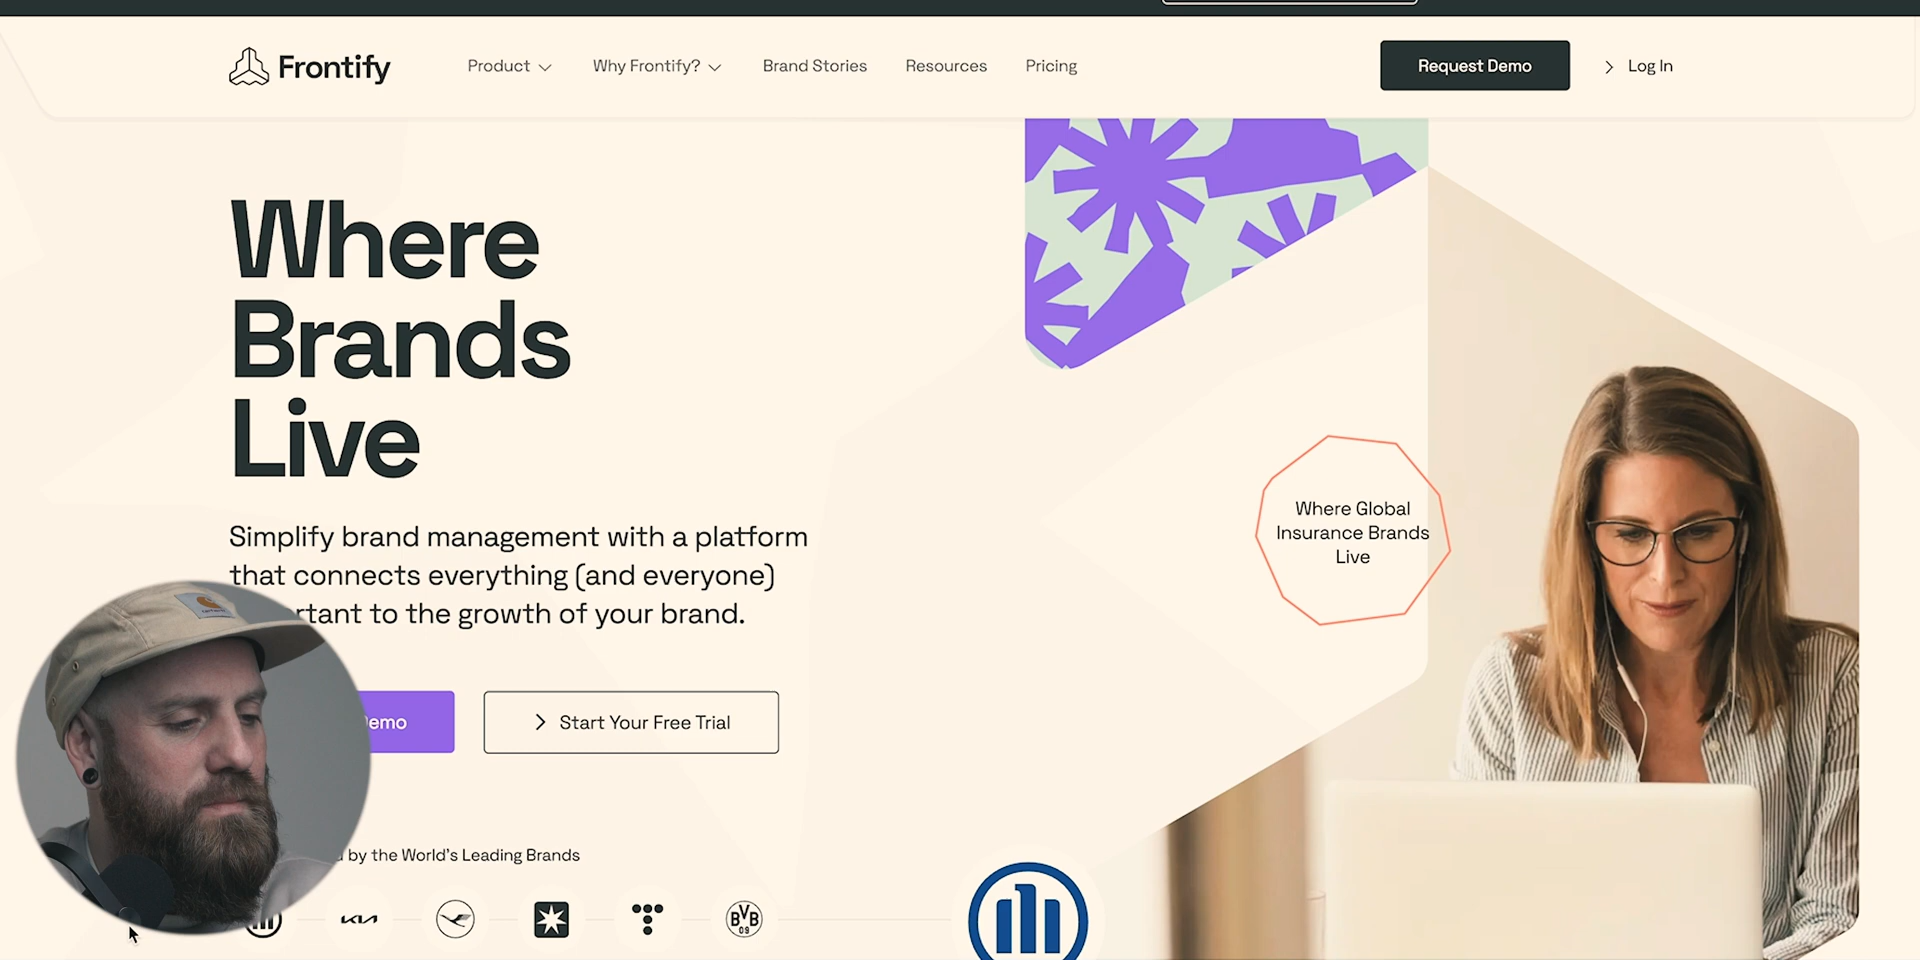 Frontify
Product
Why Frontify?
Brand Stories
Resources
Pricing
Request Demo
Log In
Where
Brands
Live
Simplify brand management with a platform
that connects everything (and everyone)
to the growth of your brand.
Start Your Free Trial
by the World's Leading Brands
KIA
BVB
09
Where Global
Insurance Brands
Live